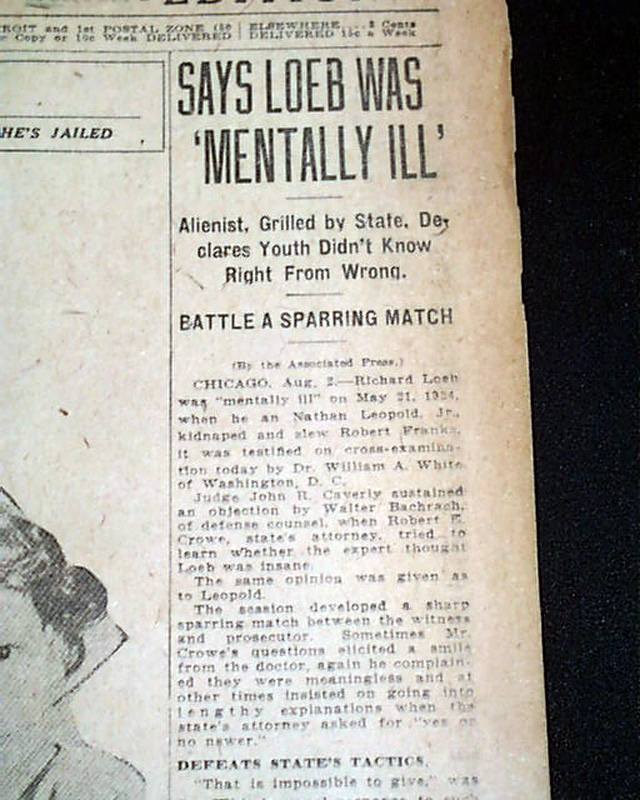 EDITION
ROIT and 1st POSTAL ZONE
Copy or 10c Week DELIVERED
ELSEWHERE....3 Cents
DELIVERED 15c a Week
HE'S JAILED
SAYS LOEB WAS
'MENTALLY ILL'
Alienist, Grilled by State, De-
clares Youth Didn't Know
Right From Wrong.
BATTLE A SPARRING MATCH
(By the Associated Press.)
CHICAGO, Aug. 2.—Richard Loeb
was "mentally ill" on May 21, 1924,
when he an Nathan Leopold, Jr.,
kidnaped and slew Robert Franks,
it was testified on cross-examina-
tion today by Dr. William A. White
of Washington, D. C.
Judge John R. Caverly sustained
an objection by Walter Bachrach,
of defense counsel, when Robert E.
Crowe, state's attorney, tried to
learn whether the expert thought
Loeb was insane.
The same opinion was given as
to Leopold.
The session developed a sharp
sparring match between the witness
and prosecutor. Sometimes Mr.
Crowe's questions elicited a smile
from the doctor, again he complain-
ed they were meaningless and at
other times insisted on going into
lengthy explanations when the
state's attorney asked for "yes or
no newer."
DEFEATS STATE'S TACTICS.
"That is impossible to give," was